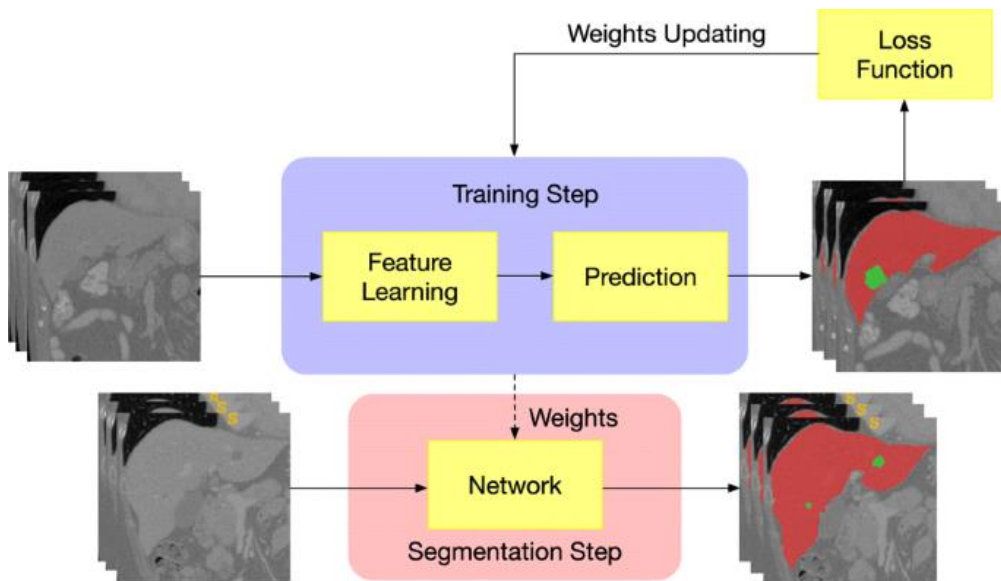 Weights Updating
Loss
Function
Training Step
Feature
Learning
Prediction
Weights
S
S
S
S
S
S
Network
Segmentation Step